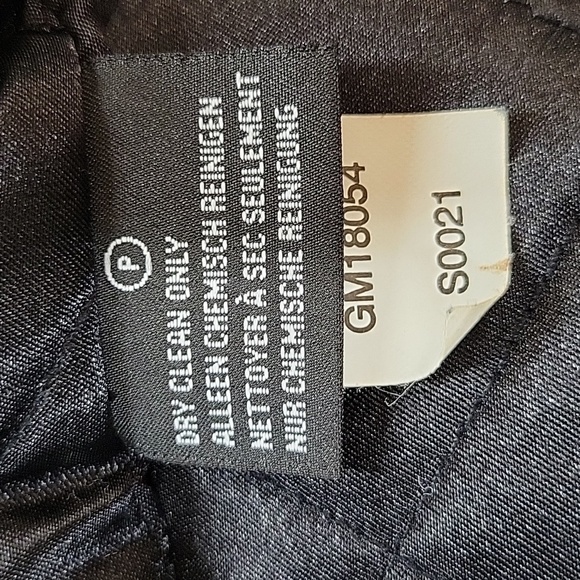 P
DRY CLEAN ONLY
ALLEEN CHEMISCH REINIGEN
NETTOYER À SEC SEULEMENT
NUR CHEMISCHE REINIGUNG
GM18054
S0021